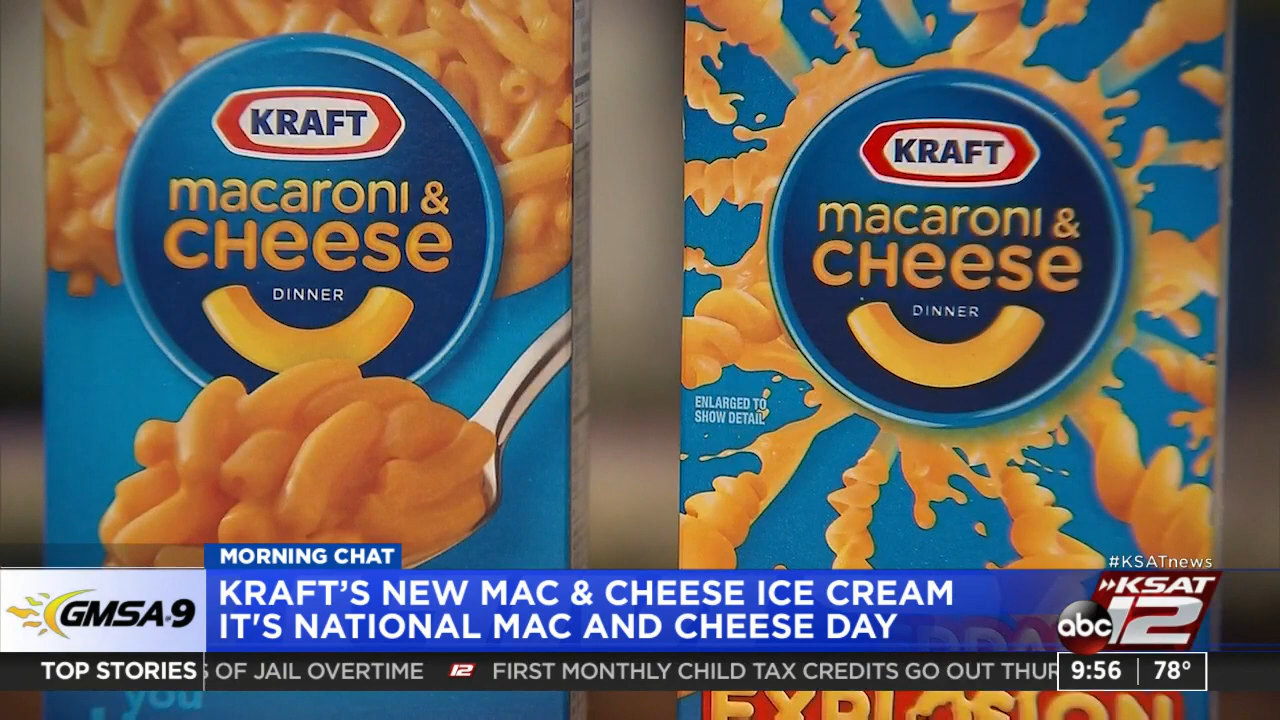 KRAFT
macaroni &
CHeese
DINNER
KRAFT
macaroni &
CHeese
DINNER
ENLARGED TO
SHOW DETAIL
#KSATnews
MORNING CHAT
KRAFT'S NEW MAC & CHEESE ICE CREAM
IT'S NATIONAL MAC AND CHEESE DAY
GMSA@9
abc KSAT 12
TOP STORIES S OF JAIL OVERTIME 12 FIRST MONTHLY CHILD TAX CREDITS GO OUT THUR 9:56 78°
you
EXPLOSION